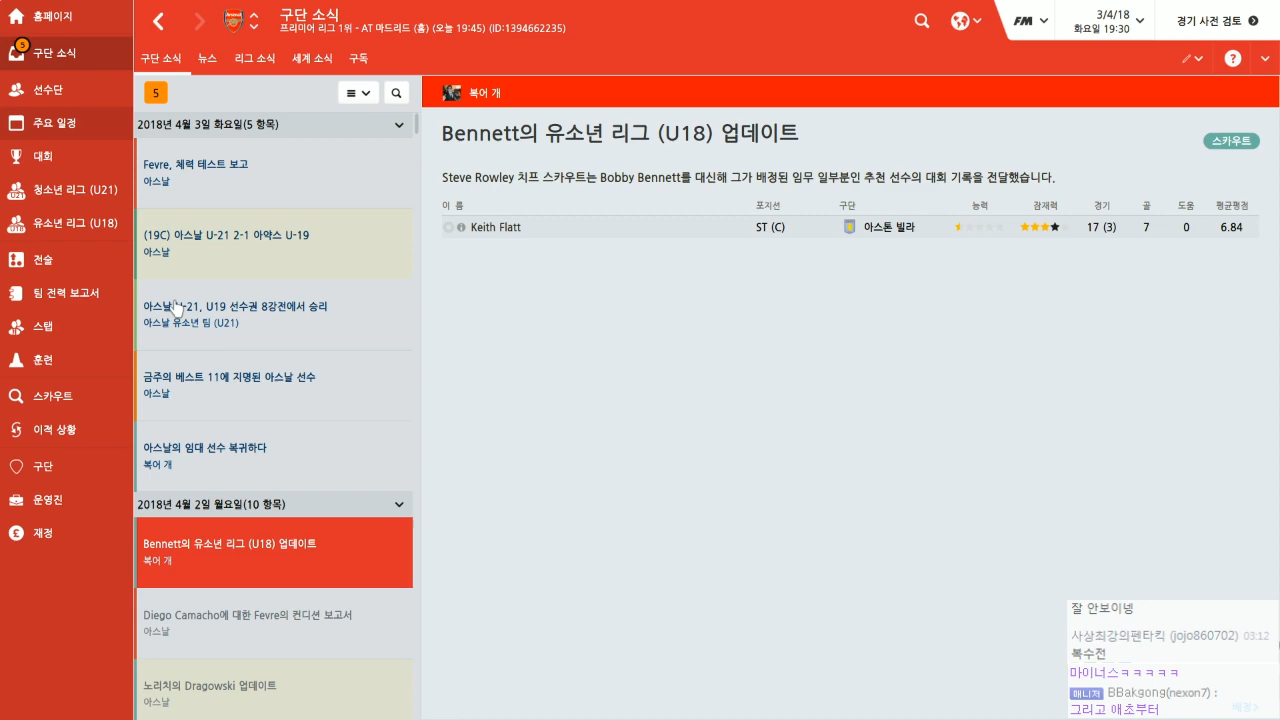 홈페이지
5
구단 소식
선수단
주요 일정
대회
청소년 리그 (U21)
유소년 리그 (U18)
전술
팀 전력 보고서
스탭
훈련
스카우트
이적 상황
구단
운영진
재정
구단 소식
프리미어 리그 1위 - AT 마드리드 (홈) (오늘 19:45) (ID:1394662235)
FM
3/4/18
화요일 19:30
경기 사전 검토
구단 소식 뉴스 리그 소식 세계 소식 구독
?
5
2018년 4월 3일 화요일(5 항목)
Fevre, 체력 테스트 보고
아스날
(19C) 아스날 U-21 2-1 아약스 U-19
아스날
아스날 U-21, U19 선수권 8강전에서 승리
아스날 유소년 팀 (U21)
금주의 베스트 11에 지명된 아스날 선수
아스날
아스날의 임대 선수 복귀하다
복어 개
2018년 4월 2일 월요일(10 항목)
Bennett의 유소년 리그 (U18) 업데이트
복어 개
Diego Camacho에 대한 Fevre의 컨디션 보고서
아스날
노리치의 Dragowski 업데이트
아스날
복어 개
Bennett의 유소년 리그 (U18) 업데이트
스카우트
Steve Rowley 치프 스카우트는 Bobby Bennett를 대신해 그가 배정된 임무 일부분인 추천 선수의 대회 기록을 전달했습니다.
이 름 포지션 구단 능력 잠재력 경기 골 도움 평균평점
Keith Flatt ST (C) 아스톤 빌라 17 (3) 7 0 6.84
잘 안보이넹
사상최강의펜타킥 (jojo860702) 03:12
복수전
마이너스ㅋㅋㅋㅋㅋ
매니저 BBakgong(nexon7) :
그리고 애초부터